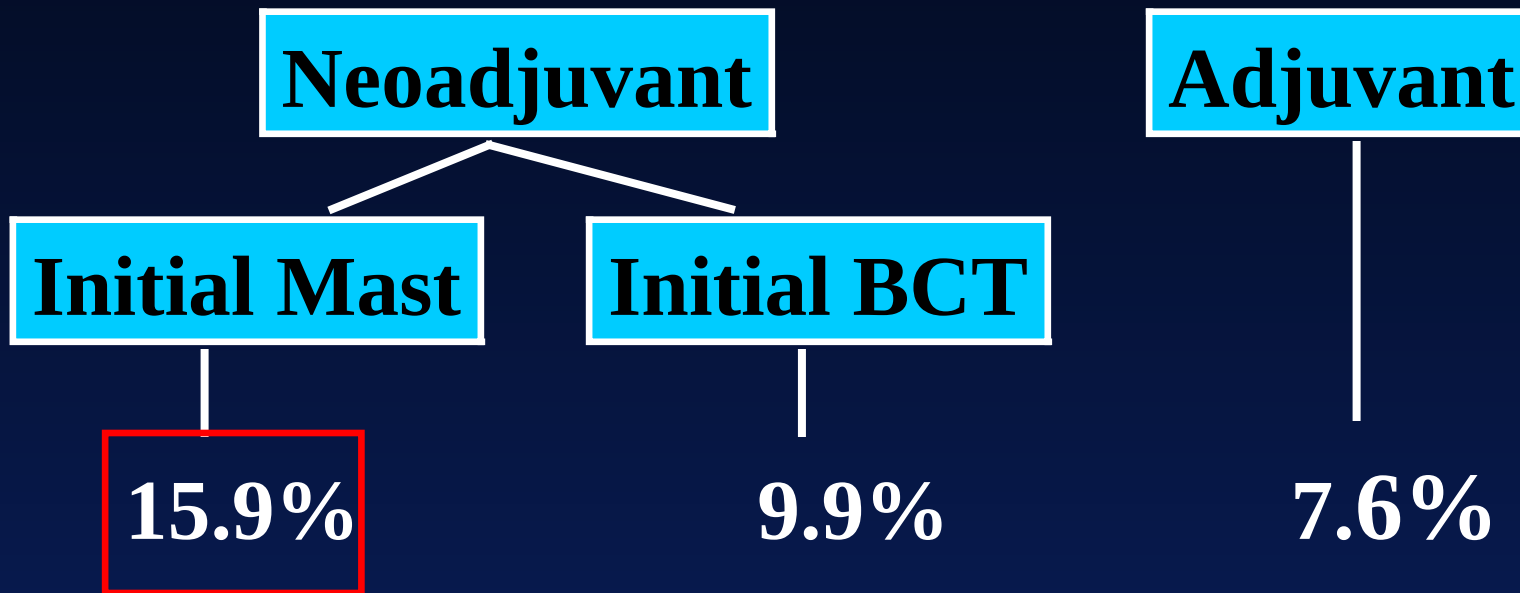 Neoadjuvant
Adjuvant
Initial Mast
Initial BCT
15.9%
9.9%
7.6%